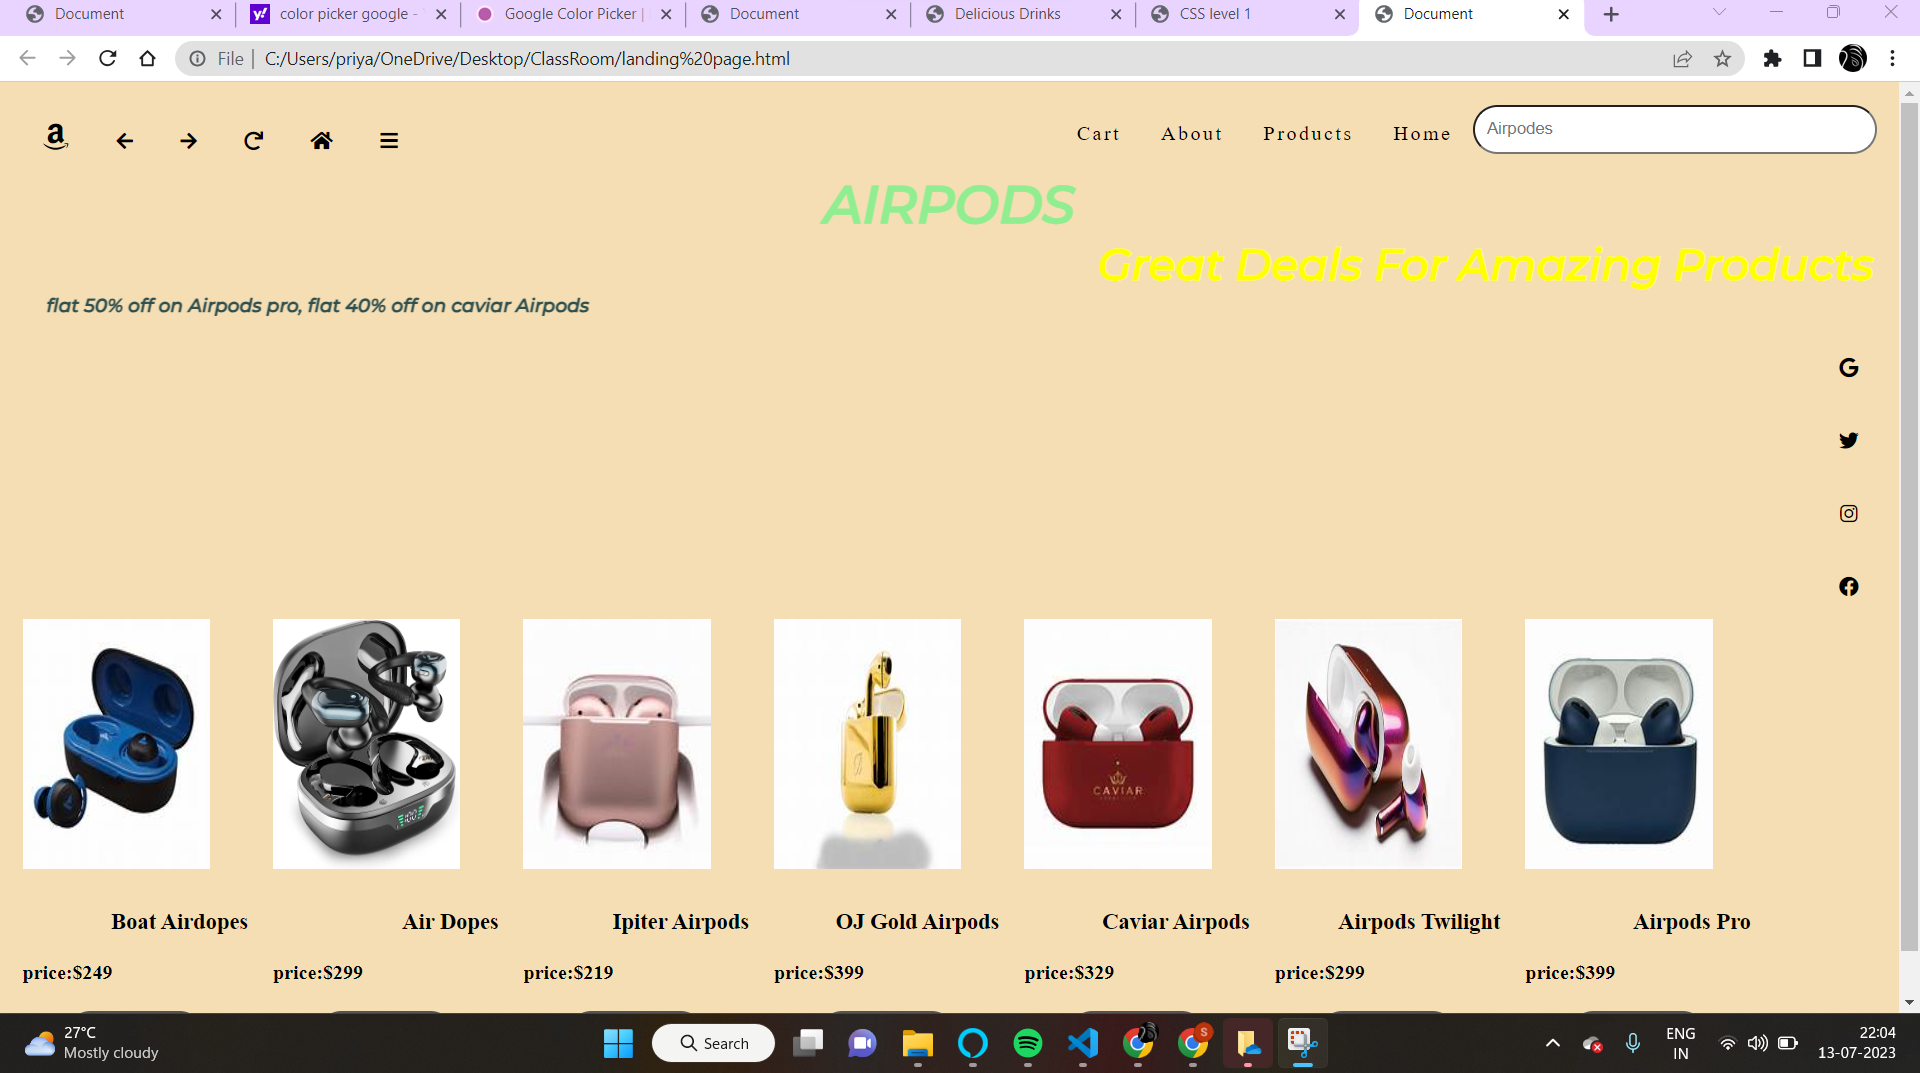 Document
color picker google -
Google Color Picker |
Document
Delicious Drinks
CSS level 1
Document
File | C:/Users/priya/OneDrive/Desktop/ClassRoom/landing%20page.html
Cart About Products Home Airpodes
AIRPODS
Great Deals For Amazing Products
flat 50% off on Airpods pro, flat 40% off on caviar Airpods
CAVIAR
Boat Airdopes Air Dopes Ipiter Airpods OJ Gold Airpods Caviar Airpods Airpods Twilight Airpods Pro
price:$249 price:$299 price:$219 price:$399 price:$329 price:$299 price:$399
27°C
Mostly cloudy
Search
S
ENG
IN
22:04
13-07-2023